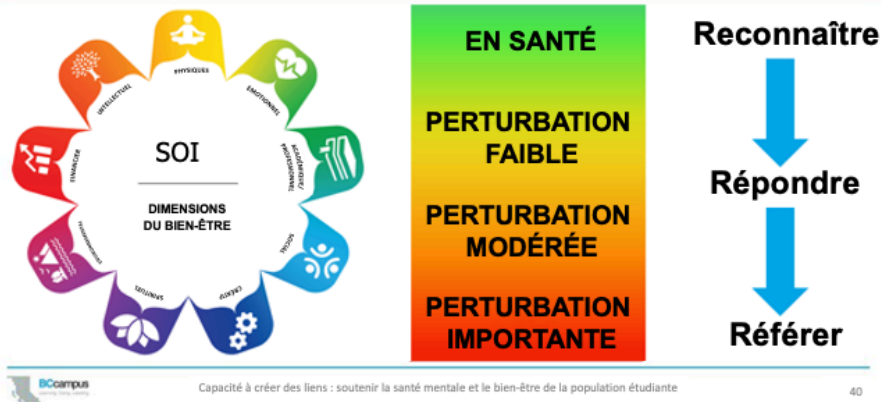 PHYSIQUES
ÉMOTIONNEL
ACADÉMIQUE/
PROFESSIONNEL
SOCIAL
CRÉATIF
SPIRITUEL
FINANCIER
INTELLECTUEL
SOI
DIMENSIONS
DU BIEN-ÊTRE
EN SANTÉ
PERTURBATION
FAIBLE
PERTURBATION
MODÉRÉE
PERTURBATION
IMPORTANTE
Reconnaître
Répondre
Référer
BCcampus
Capacité à créer des liens : soutenir la santé mentale et le bien-être de la population étudiante
40